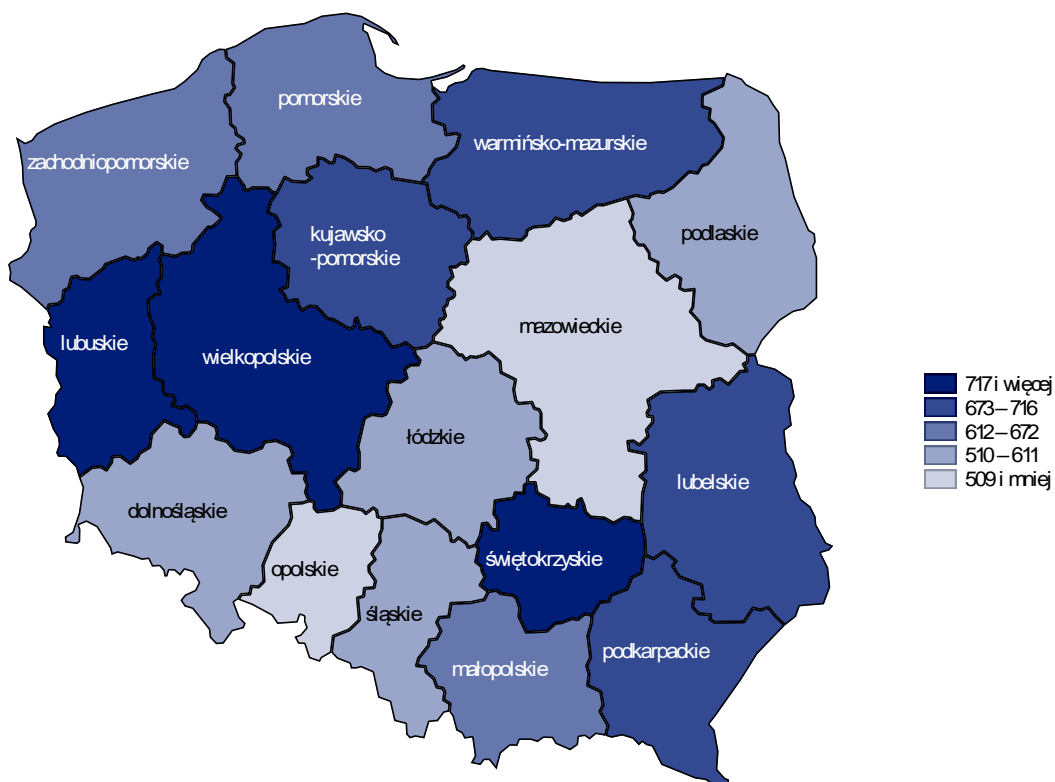 pomorskie
warmińsko-mazurskie
zachodniopomorskie
kujawsko
-pomorskie
podlaskie
mazowieckie
lubuskie
wielkopolskie
łódzkie
lubelskie
dolnośląskie
opolskie
świętokrzyskie
śląskie
małopolskie
podkarpackie
717 i więcej
673–716
612–672
510–611
509 i mniej